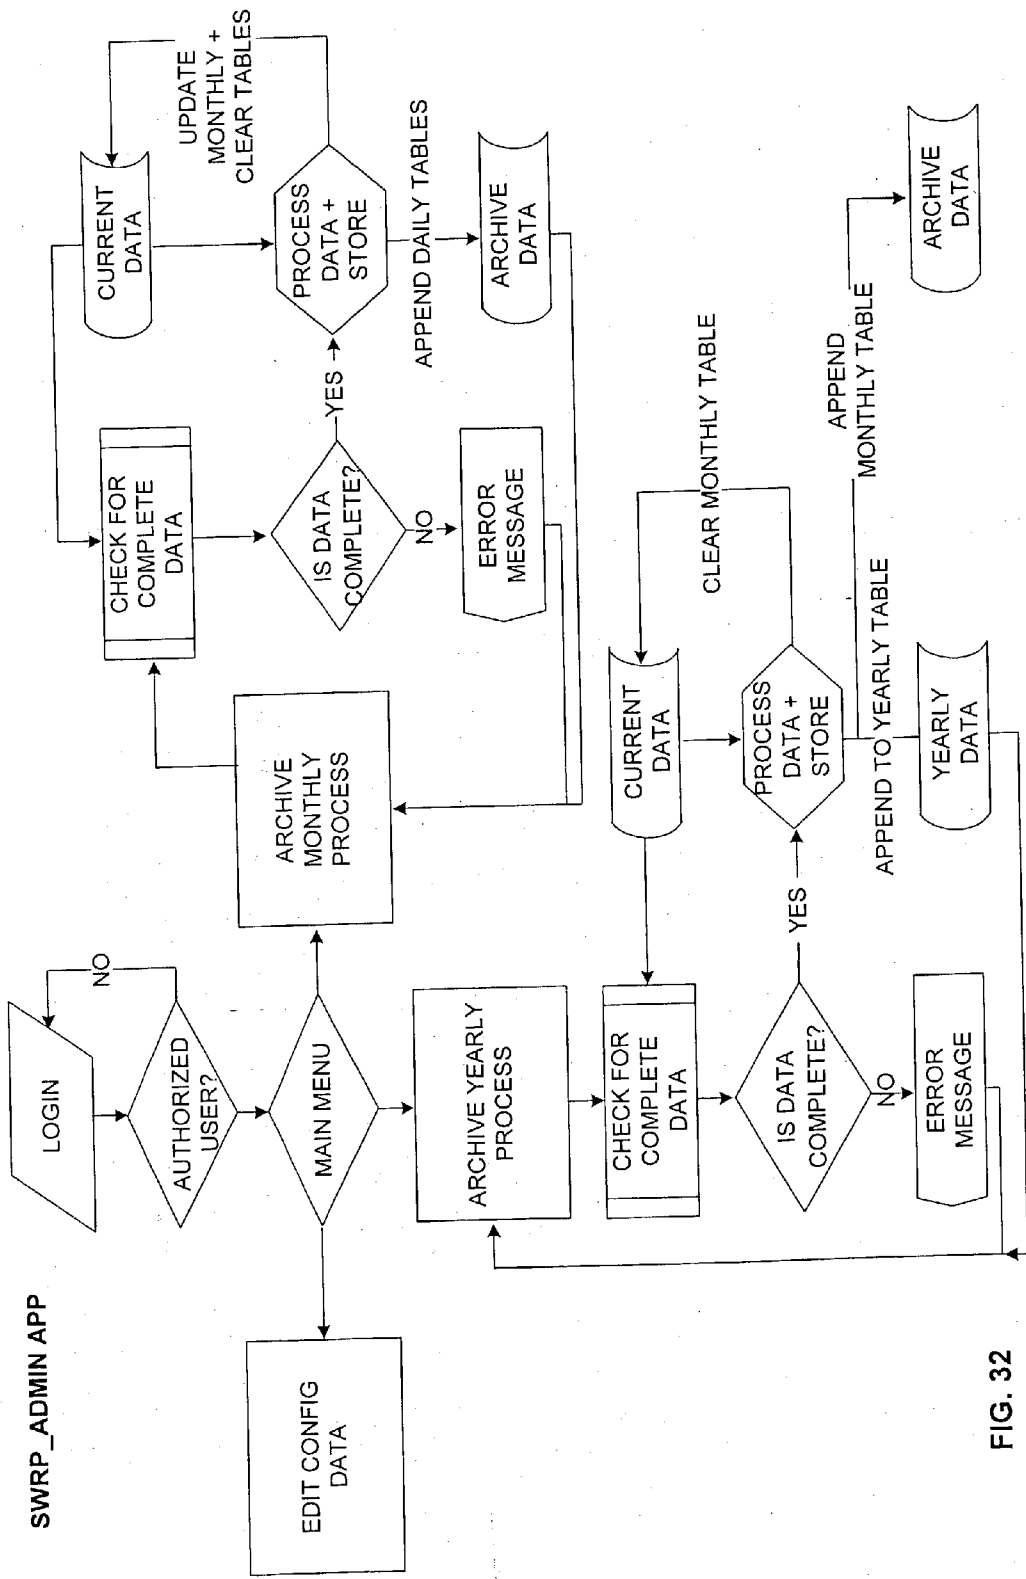 SWRP_ADMIN APP
LOGIN
NO
AUTHORIZED
USER?
MAIN MENU
EDIT CONFIG
DATA
ARCHIVE
MONTHLY
PROCESS
CHECK FOR
COMPLETE
DATA
IS DATA
COMPLETE?
YES
NO
ERROR
MESSAGE
CURRENT
DATA
PROCESS
DATA +
STORE
UPDATE
MONTHLY +
CLEAR TABLES
APPEND DAILY TABLES
ARCHIVE
DATA
ARCHIVE YEARLY
PROCESS
CHECK FOR
COMPLETE
DATA
IS DATA
COMPLETE?
YES
NO
ERROR
MESSAGE
CURRENT
DATA
PROCESS
DATA +
STORE
CLEAR MONTHLY TABLE
APPEND
MONTHLY TABLE
APPEND TO YEARLY TABLE
YEARLY
DATA
ARCHIVE
DATA
FIG. 32